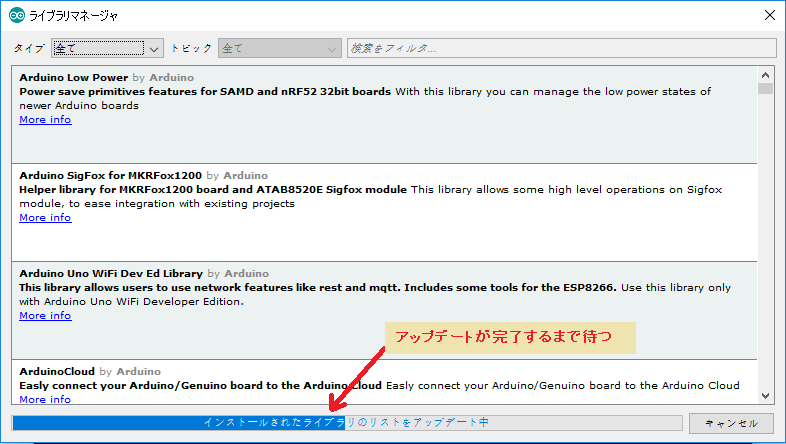 ライブラリマネージャ
タイプ 全て トピック 全て 検索をフィルタ...
Arduino Low Power by Arduino
Power save primitives features for SAMD and nRF52 32bit boards With this library you can manage the low power states of
newer Arduino boards
More info
Arduino SigFox for MKRFox1200 by Arduino
Helper library for MKRFox1200 board and ATAB8520E Sigfox module This library allows some high level operations on Sigfox
module, to ease integration with existing projects
More info
Arduino Uno WiFi Dev Ed Library by Arduino
This library allows users to use network features like rest and mqtt. Includes some tools for the ESP8266. Use this library only
with Arduino Uno WiFi Developer Edition.
More info
アップデートが完了するまで待つ
ArduinoCloud by Arduino
Easly connect your Arduino/Genuino board to the Arduino Cloud Easly connect your Arduino/Genuino board to the Arduino Cloud
More info
インストールされたライブラリのリストをアップデート中
キャンセル